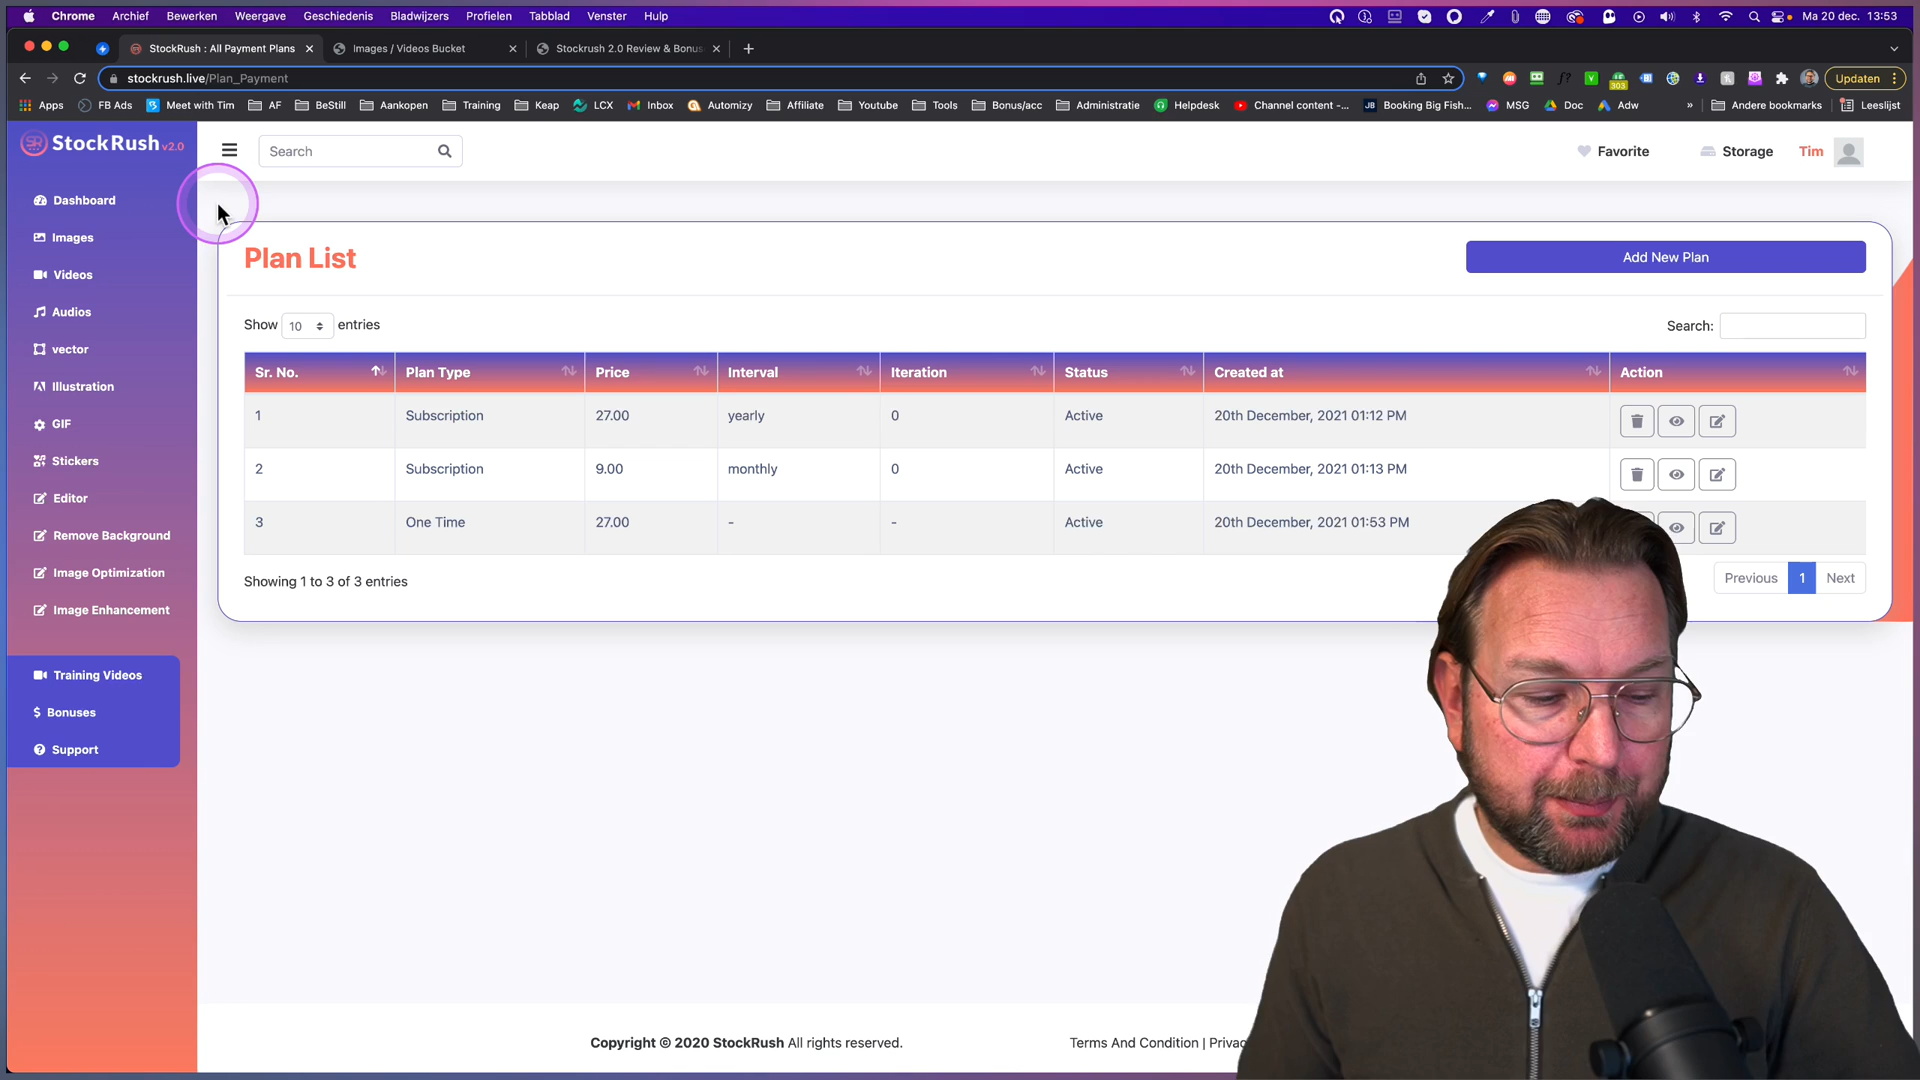 Chrome Archief Bewerken Weergave Geschiedenis Bladwijzers Profielen Tabblad Venster Hulp Ma 20 dec. 13:53
StockRush : All Payment Plans Images / Videos Bucket Stockrush 2.0 Review & Bonus
stockrush.live/Plan_Payment 303 Updaten
Apps FB Ads Meet with Tim AF BeStill Aankopen Training Keap LCX Inbox Automizy Affiliate Youtube Tools Bonus/acc Administratie Helpdesk Channel content -... Booking Big Fish... MSG Doc Adw » Andere bookmarks Leeslijst
StockRush v2.0
Search
Favorite Storage Tim
Dashboard
Images
Videos
Audios
vector
Illustration
GIF
Stickers
Editor
Remove Background
Image Optimization
Image Enhancement
Training Videos
Bonuses
Support
Plan List
Add New Plan
Show 10 entries
Search:
Sr. No. Plan Type Price Interval Iteration Status Created at Action
1 Subscription 27.00 yearly 0 Active 20th December, 2021 01:12 PM
2 Subscription 9.00 monthly 0 Active 20th December, 2021 01:13 PM
3 One Time 27.00 - - Active 20th December, 2021 01:53 PM
Showing 1 to 3 of 3 entries
Previous 1 Next
Copyright © 2020 StockRush All rights reserved.
Terms And Condition | Privac